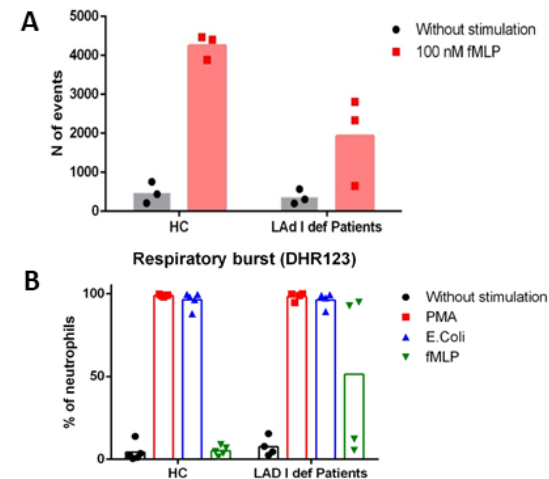 A
5000
4000
3000
2000
1000
0
N of events
HC
LAd I def Patients
Without stimulation
100 nM fMLP
B
Respiratory burst (DHR123)
100
50
0
% of neutrophils
HC
LAD I def Patients
Without stimulation
PMA
E.Coli
fMLP